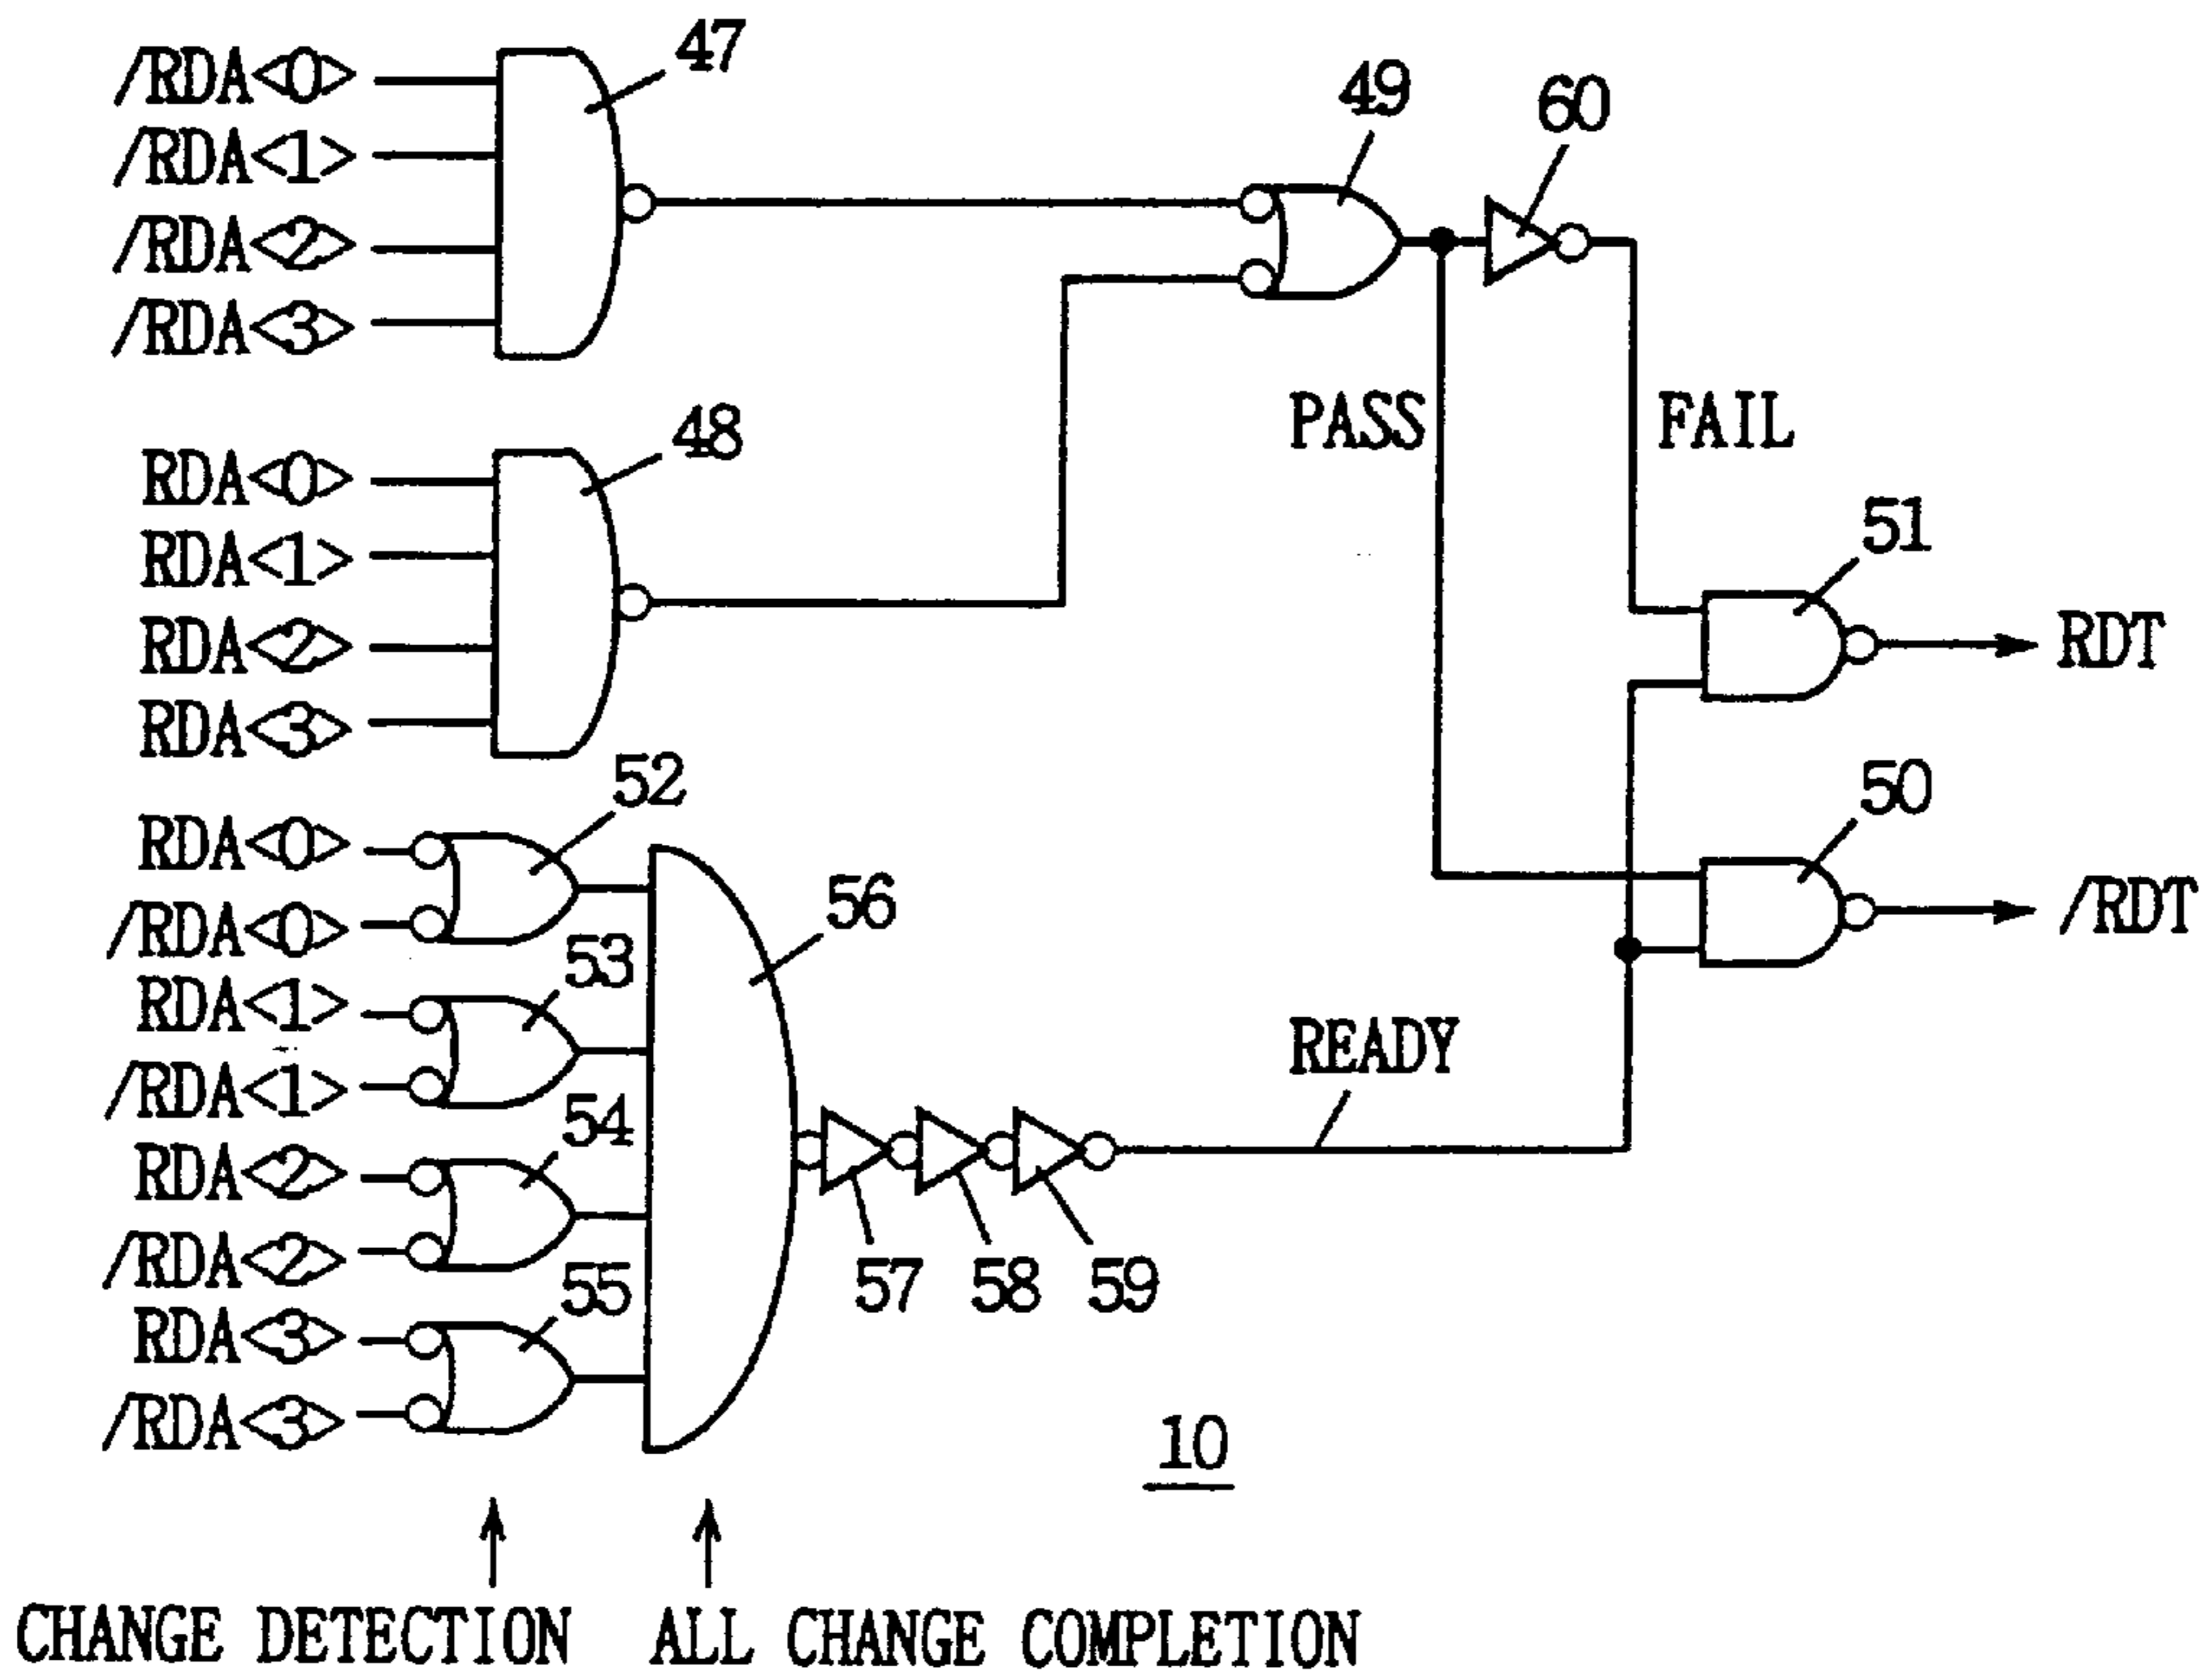 /RDA<0>
/RDA<1>
/RDA<2>
/RDA<3>
47
49
60
RDA<0>
RDA<1>
RDA<2>
RDA<3>
48
PASS
FAIL
51
RDT
50
/RDT
RDA<0>
/RDA<0>
RDA<1>
/RDA<1>
RDA<2>
/RDA<2>
RDA<3>
/RDA<3>
52
53
54
55
56
57
58
59
READY
10
CHANGE DETECTION
ALL CHANGE COMPLETION